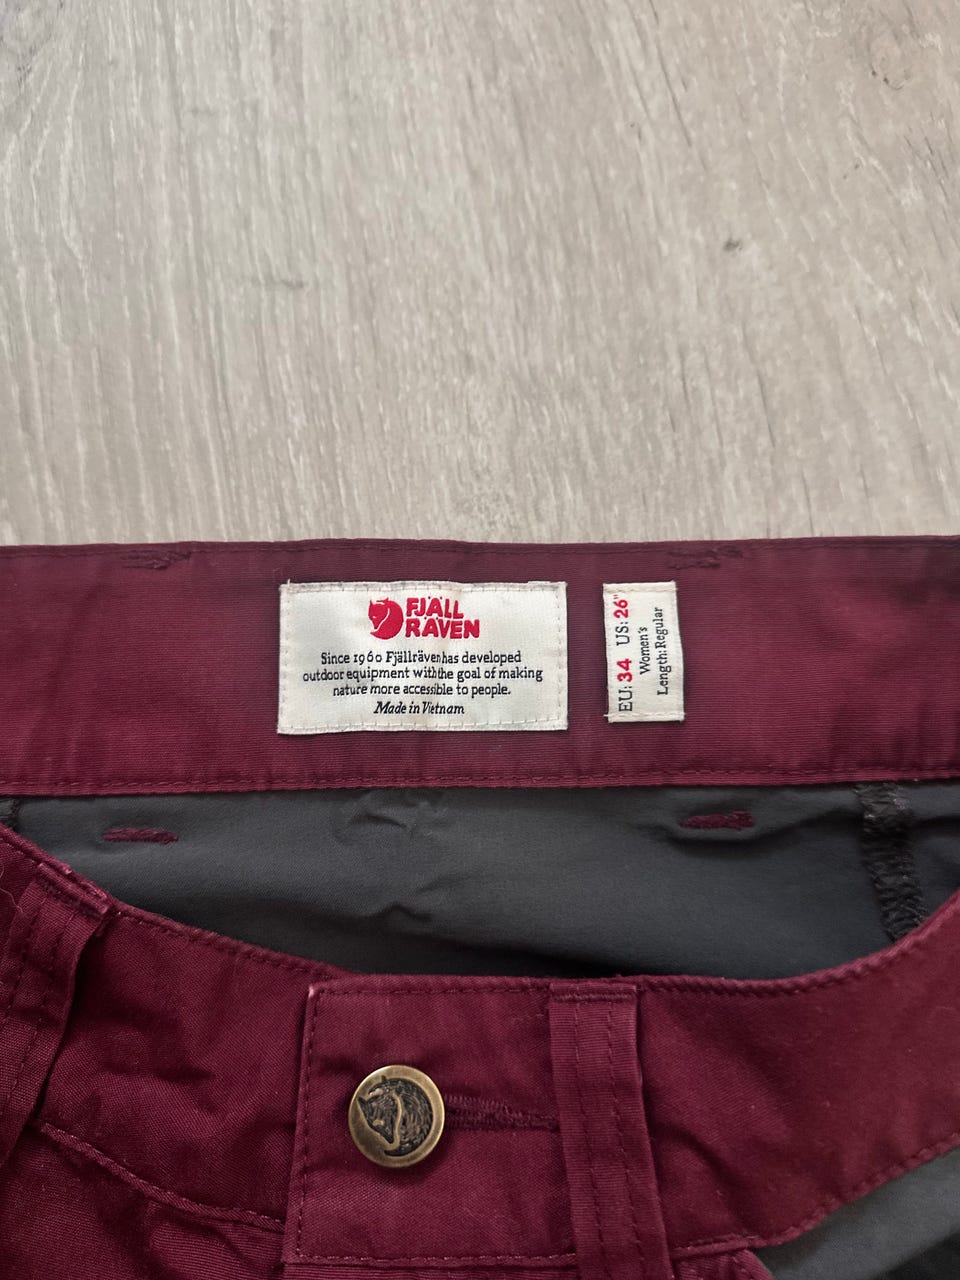 FJÄLL
RÄVEN
Since 1960 Fjällräven has developed
outdoor equipment with the goal of making
nature more accessible to people.
Made in Vietnam
EU: 34 US: 26"
Women's
Length: Regular